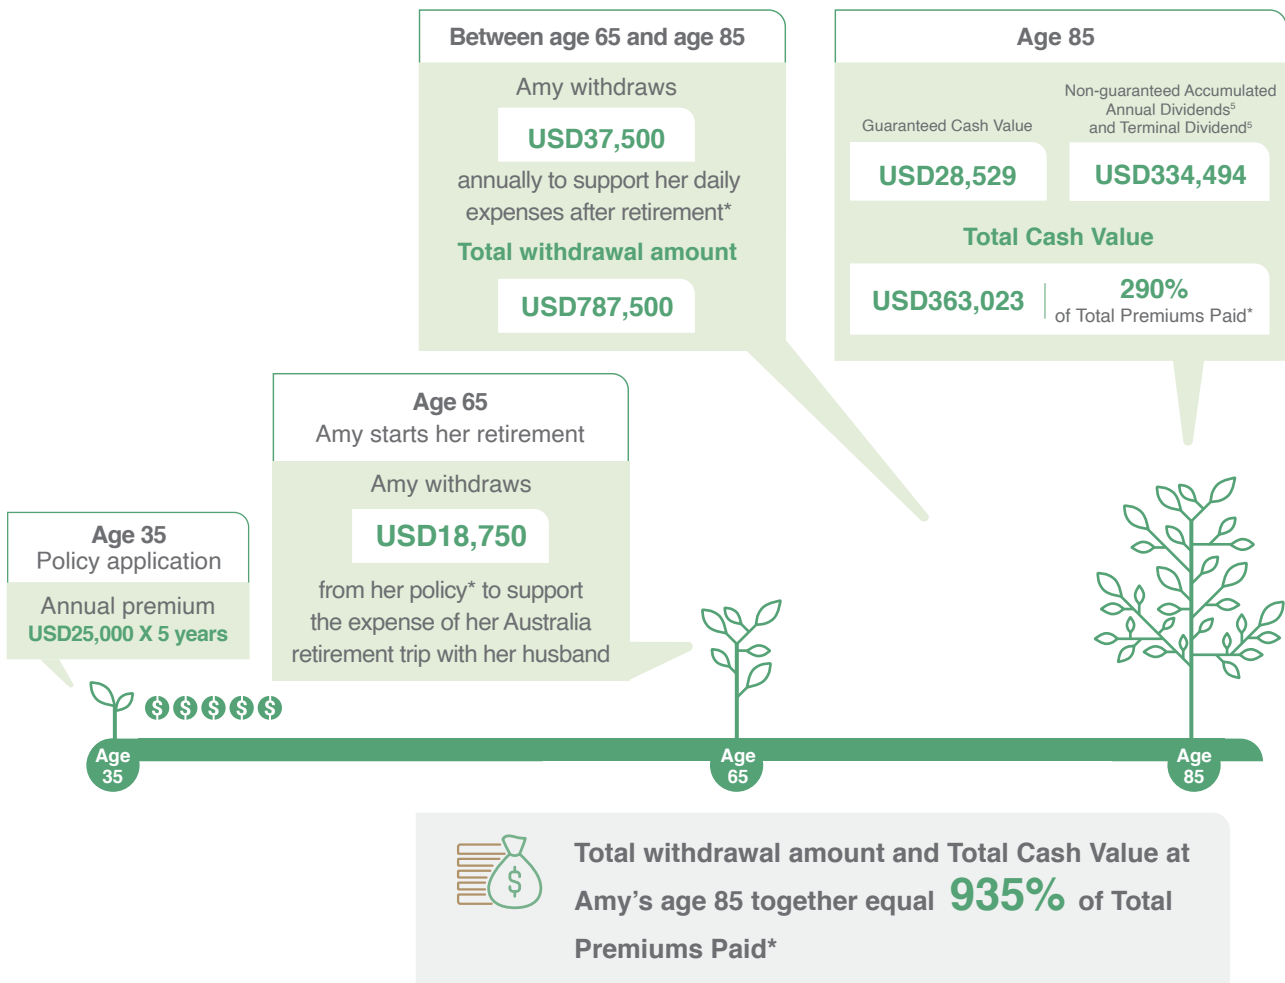 Age 35
Policy application
Annual premium
USD25,000 X 5 years
Age 65
Amy starts her retirement
Amy withdraws
USD18,750
from her policy* to support
the expense of her Australia
retirement trip with her husband
Between age 65 and age 85
Amy withdraws
USD37,500
annually to support her daily
expenses after retirement*
Total withdrawal amount
USD787,500
Age 85
Guaranteed Cash Value
USD28,529
Non-guaranteed Accumulated
Annual Dividends⁵
and Terminal Dividend⁵
USD334,494
Total Cash Value
USD363,023
290%
of Total Premiums Paid*
$ $ $ $ $
Age
35
Age
65
Age
85
$
Total withdrawal amount and Total Cash Value at
Amy's age 85 together equal 935% of Total
Premiums Paid*